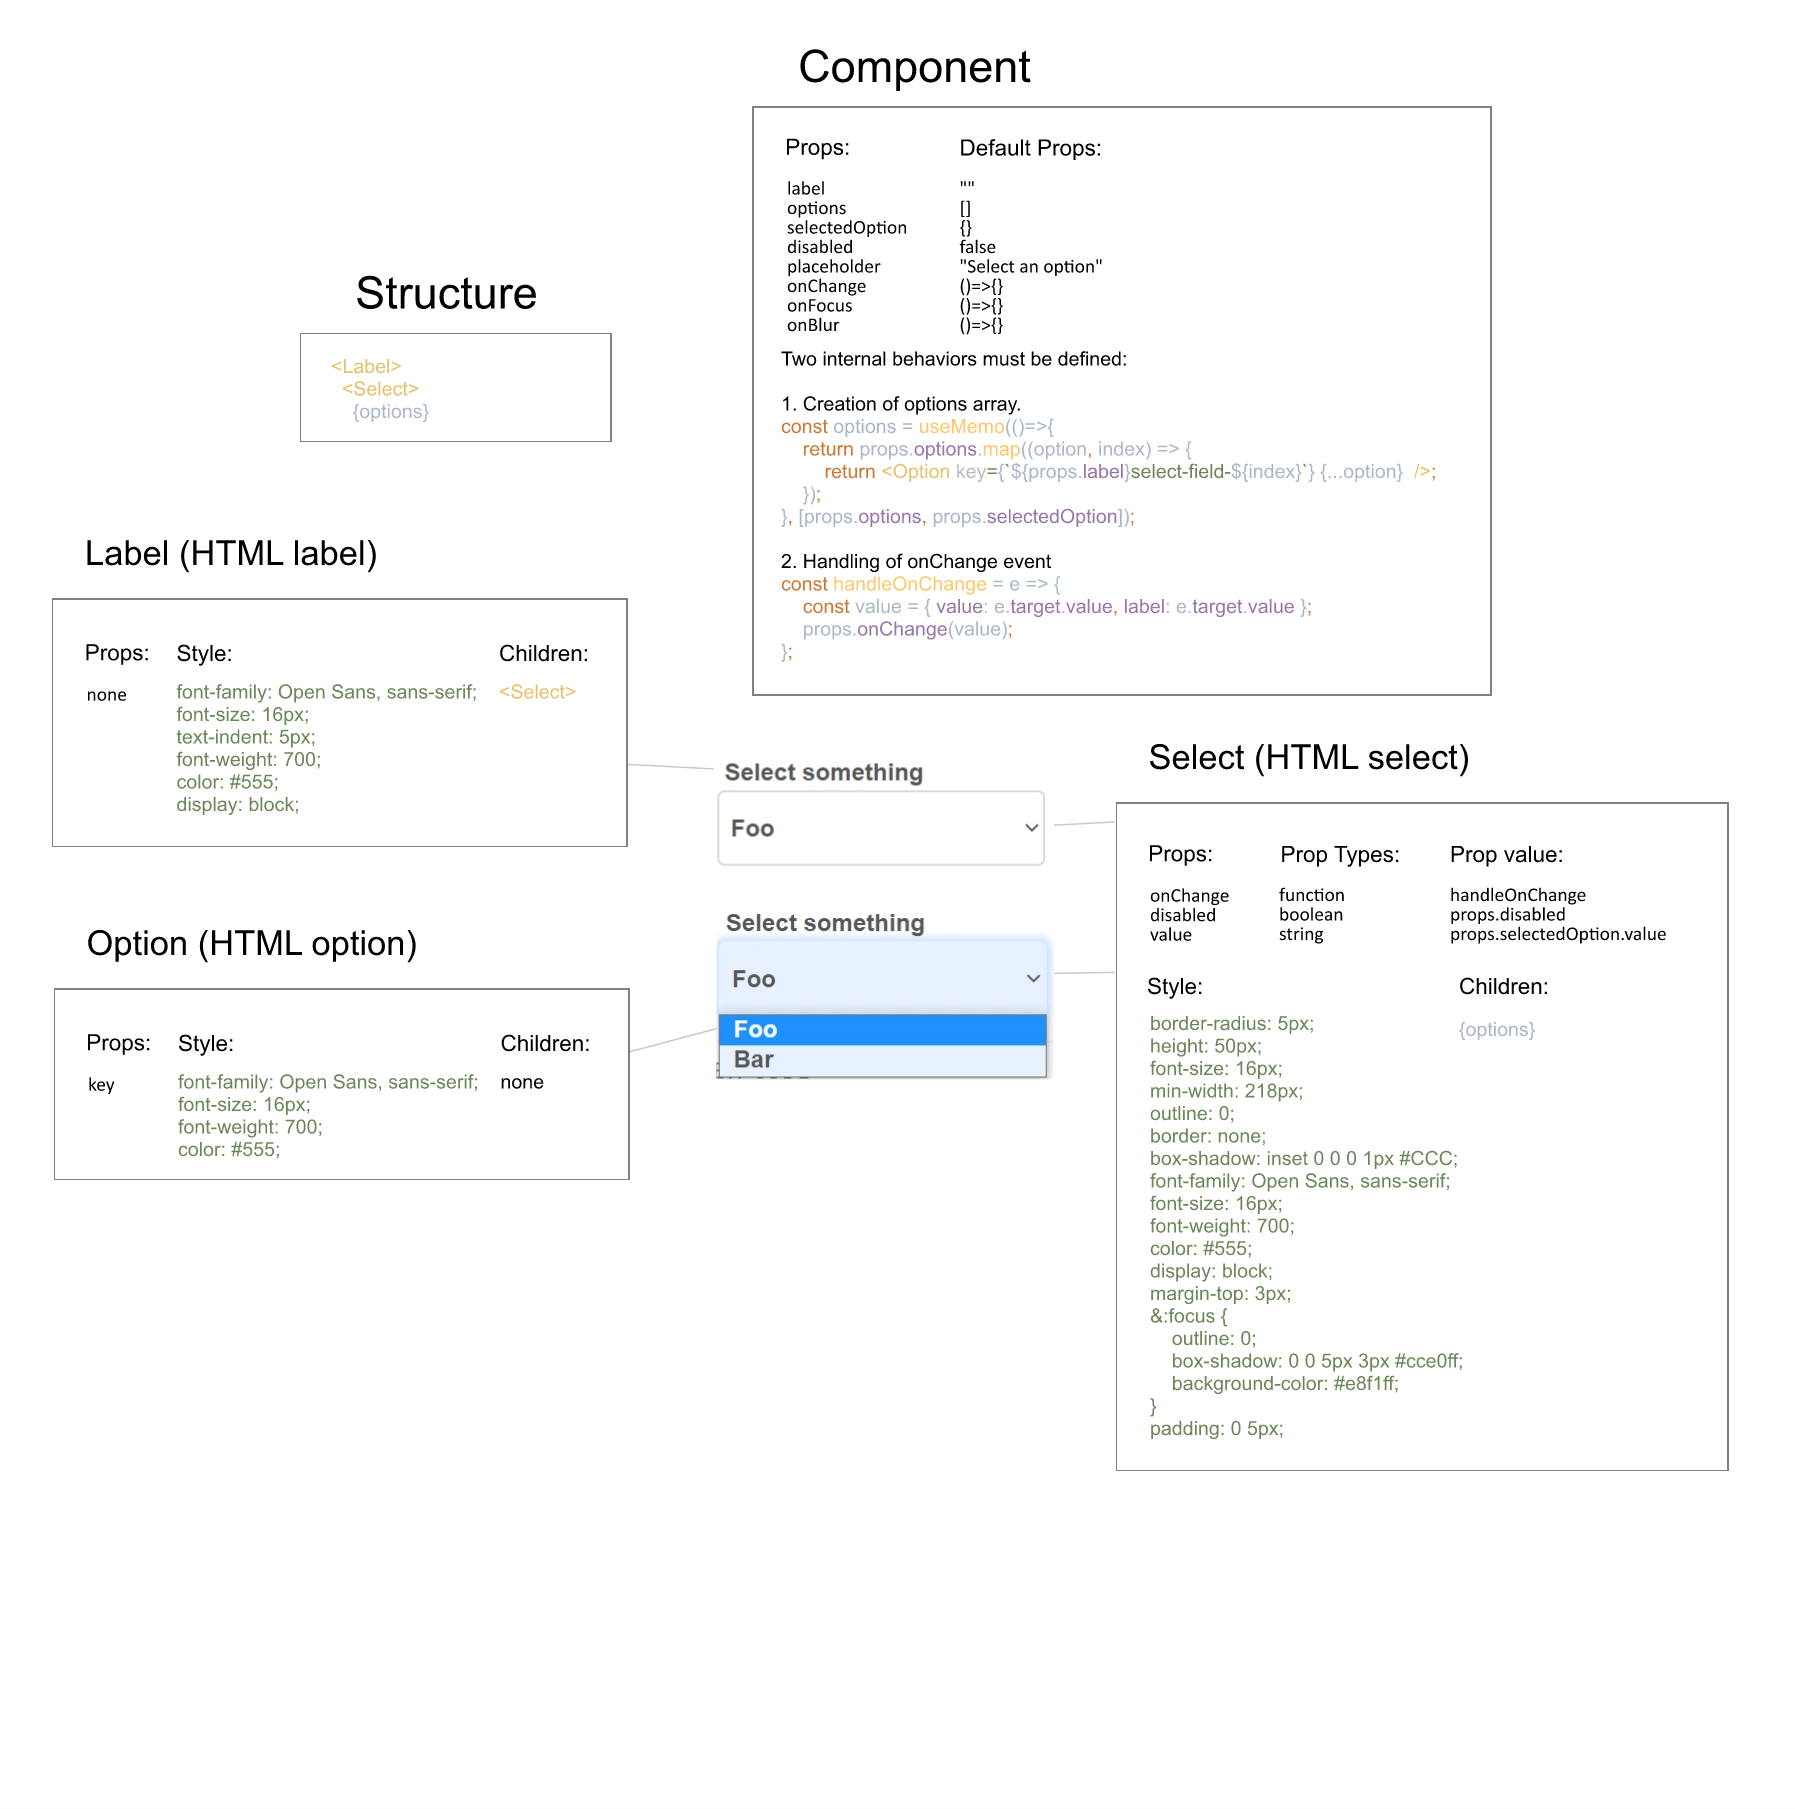 Component
Props: Default Props:
label ""
options []
selectedOption {}
disabled false
placeholder "Select an option"
onChange ()=>{}
onFocus ()=>{}
onBlur ()=>{}
Two internal behaviors must be defined:
1. Creation of options array.
const options = useMemo(()=>{
return props.options.map((option, index) => {
return <Option key={`${props.label}select-field-${index}`} {...option} />;
});
}, [props.options, props.selectedOption]);
2. Handling of onChange event
const handleOnChange = e => {
const value = { value: e.target.value, label: e.target.value };
props.onChange(value);
};
Structure
<Label>
<Select>
{options}
Label (HTML label)
Props: Style: Children:
none font-family: Open Sans, sans-serif; <Select>
font-size: 16px;
text-indent: 5px;
font-weight: 700;
color: #555;
display: block;
Select something
Foo
Select something
Foo
Foo
Bar
Option (HTML option)
Props: Style: Children:
key font-family: Open Sans, sans-serif; none
font-size: 16px;
font-weight: 700;
color: #555;
Select (HTML select)
Props: Prop Types: Prop value:
onChange function handleOnChange
disabled boolean props.disabled
value string props.selectedOption.value
Style: Children:
border-radius: 5px; {options}
height: 50px;
font-size: 16px;
min-width: 218px;
outline: 0;
border: none;
box-shadow: inset 0 0 0 1px #CCC;
font-family: Open Sans, sans-serif;
font-size: 16px;
font-weight: 700;
color: #555;
display: block;
margin-top: 3px;
&:focus {
outline: 0;
box-shadow: 0 0 5px 3px #cce0ff;
background-color: #e8f1ff;
}
padding: 0 5px;